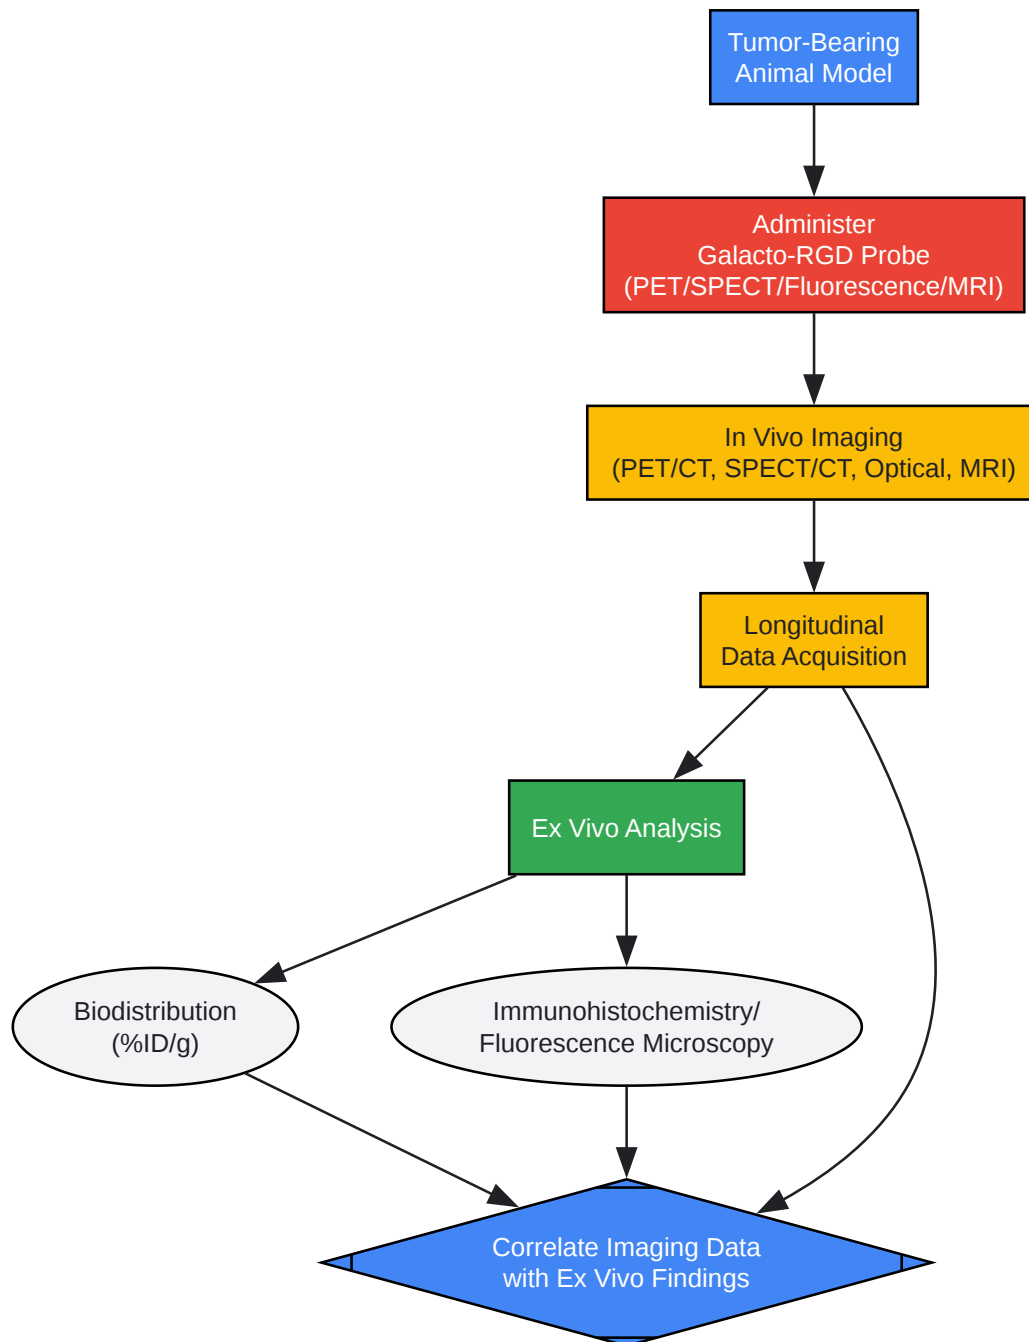 Tumor-Bearing
Animal Model
Administer
Galacto-RGD Probe
(PET/SPECT/Fluorescence/MRI)
In Vivo Imaging
(PET/CT, SPECT/CT, Optical, MRI)
Longitudinal
Data Acquisition
Ex Vivo Analysis
Biodistribution
(%ID/g)
Immunohistochemistry/
Fluorescence Microscopy
Correlate Imaging Data
with Ex Vivo Findings